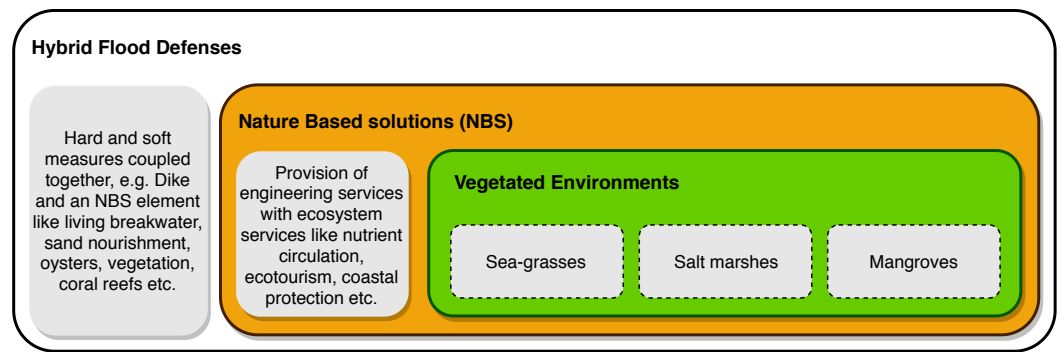 Hybrid Flood Defenses
Hard and soft
measures coupled
together, e.g. Dike
and an NBS element
like living breakwater,
sand nourishment,
oysters, vegetation,
coral reefs etc.
Nature Based solutions (NBS)
Provision of
engineering services
with ecosystem
services like nutrient
circulation,
ecotourism, coastal
protection etc.
Vegetated Environments
Sea-grasses
Salt marshes
Mangroves